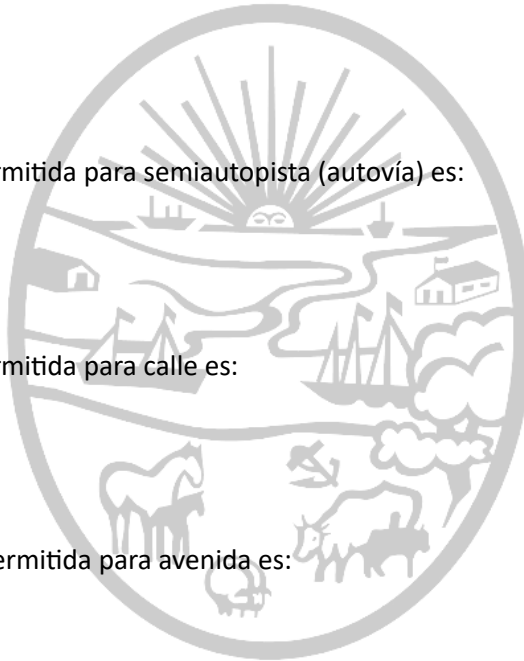 rmitida para semiautopista (autovía) es:
rmitida para calle es:
ermitida para avenida es: